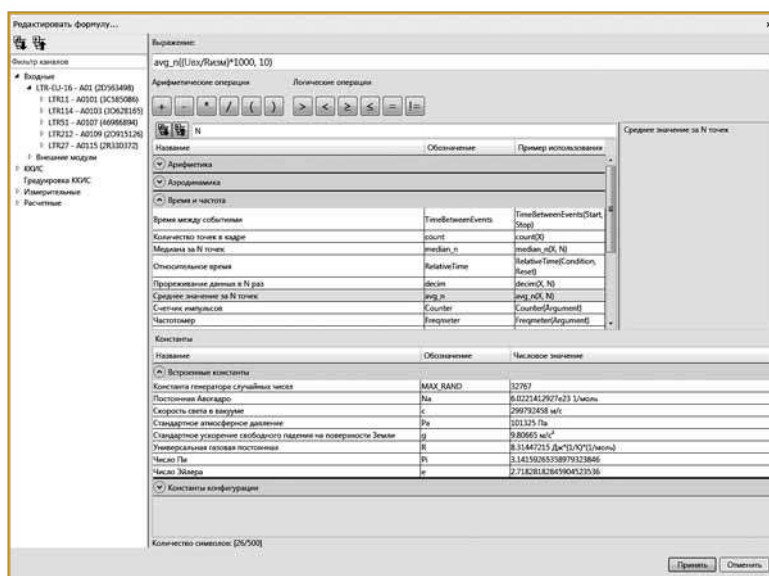 Редактировать формулу...
Выражение:
Фильтр каналов
avg_n((Uвх/Rизм)*1000, 10)
Входные
LTR-EU-16 - A01 (2D563498)
LTR11 - A0101 (3C585086)
LTR114 - A0103 (3O628165)
LTR51 - A0107 (46966894)
LTR212 - A0109 (2O915126)
LTR27 - A0115 (2R330372)
Внешние модули
ККИС
Градуировка ККИС
Измерительные
Расчетные
Арифметические операции Логические операции
+ - * / ( ) > < ≥ ≤ = !=
N
Среднее значение за N точек
Название Обозначение Пример использования
Арифметика
Аэродинамика
Время и частота
Время между событиями TimeBetweenEvents TimeBetweenEvents(Start, Stop)
Количество точек в кадре count count(X)
Медиана за N точек median_n median_n(X, N)
Относительное время RelativeTime RelativeTime(Condition, Reset)
Прореживание данных в N раз decim decim(X, N)
Среднее значение за N точек avg_n avg_n(X, N)
Счетчик импульсов Counter Counter(Argument)
Частотомер Freqmeter Freqmeter(Argument)
Константы
Название Обозначение Числовое значение
Встроенные константы
Константа генератора случайных чисел MAX_RAND 32767
Постоянная Авогадро Na 6.0221412927e23 1/моль
Скорость света в вакууме c 299792458 м/с
Стандартное атмосферное давление Pa 101325 Па
Стандартное ускорение свободного падения на поверхности Земли g 9.80665 м/с²
Универсальная газовая постоянная R 8.31447215 Дж*(1/K)*(1/моль)
Число Пи Pi 3.14159265358979323846
Число Эйлера e 2.71828182845904523536
Константы конфигурации
Количество символов: [26/500]
Принять Отменить